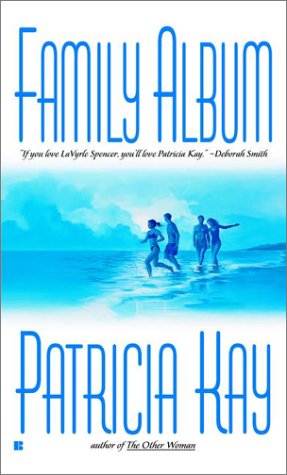 FAMILY ALBUM
"If you love LaVyrle Spencer, you'll love Patricia Kay." ~Deborah Smith
PATRICIA KAY
B
author of The Other Woman